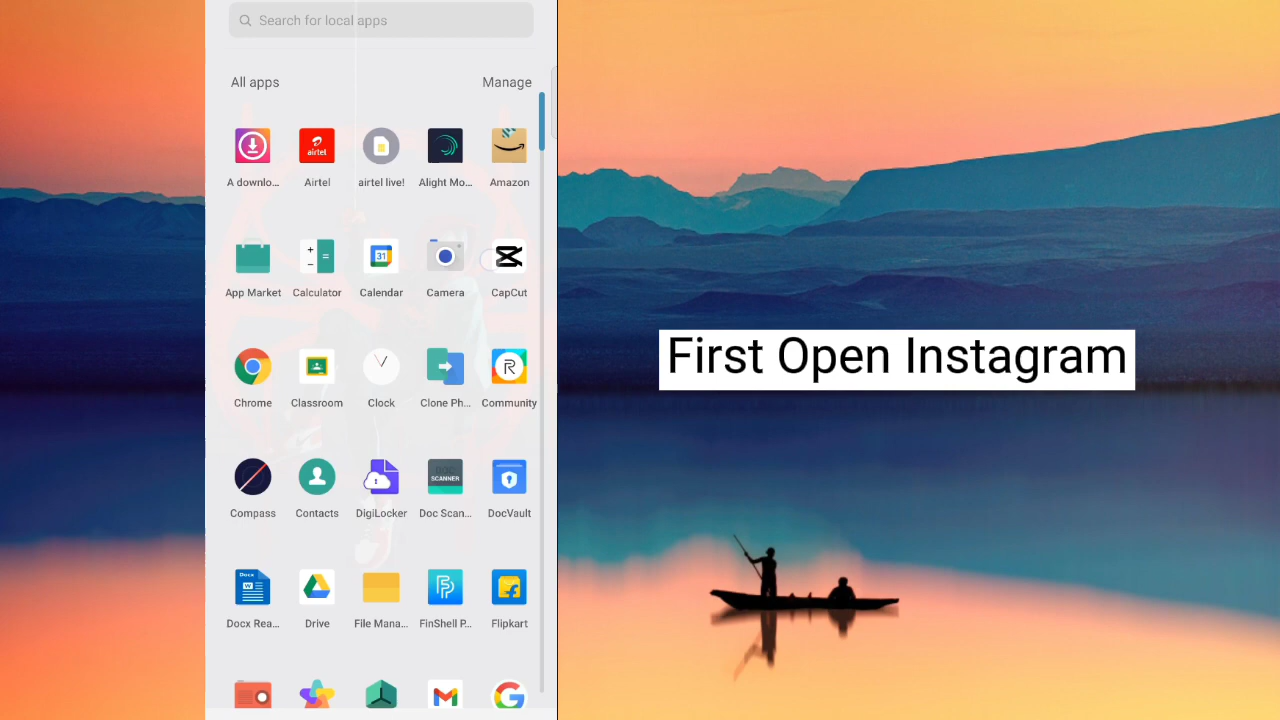 Search for local apps
All apps
Manage
airtel
A downlo...
Airtel
airtel live!
Alight Mo...
Amazon
31
App Market
Calculator
Calendar
Camera
CapCut
R
Chrome
Classroom
Clock
Clone Ph...
Community
DOC
SCANNER
Compass
Contacts
DigiLocker
Doc Scan...
DocVault
Docx
W
Docx Rea...
Drive
File Mana...
FinShell P...
Flipkart
First Open Instagram